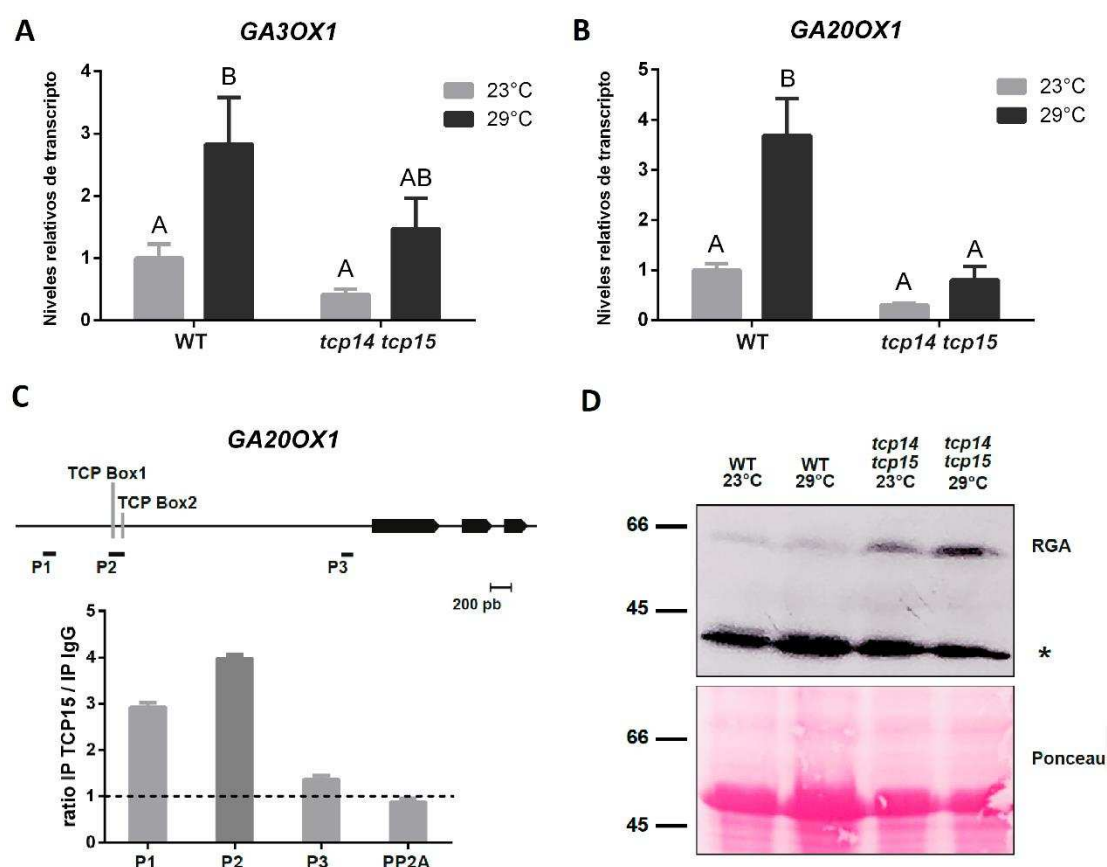 A
GA3OX1
Niveles relativos de transcripto
4
3
2
1
0
A
B
A
AB
23°C
29°C
WT
tcp14 tcp15
B
GA20OX1
Niveles relativos de transcripto
5
4
3
2
1
0
A
B
A
A
23°C
29°C
WT
tcp14 tcp15
C
GA20OX1
TCP Box1
TCP Box2
P1
P2
P3
200 pb
ratio IP TCP15 / IP IgG
5
4
3
2
1
0
P1
P2
P3
PP2A
D
WT
23°C
WT
29°C
tcp14
tcp15
23°C
tcp14
tcp15
29°C
66
RGA
45
*
66
Ponceau
45